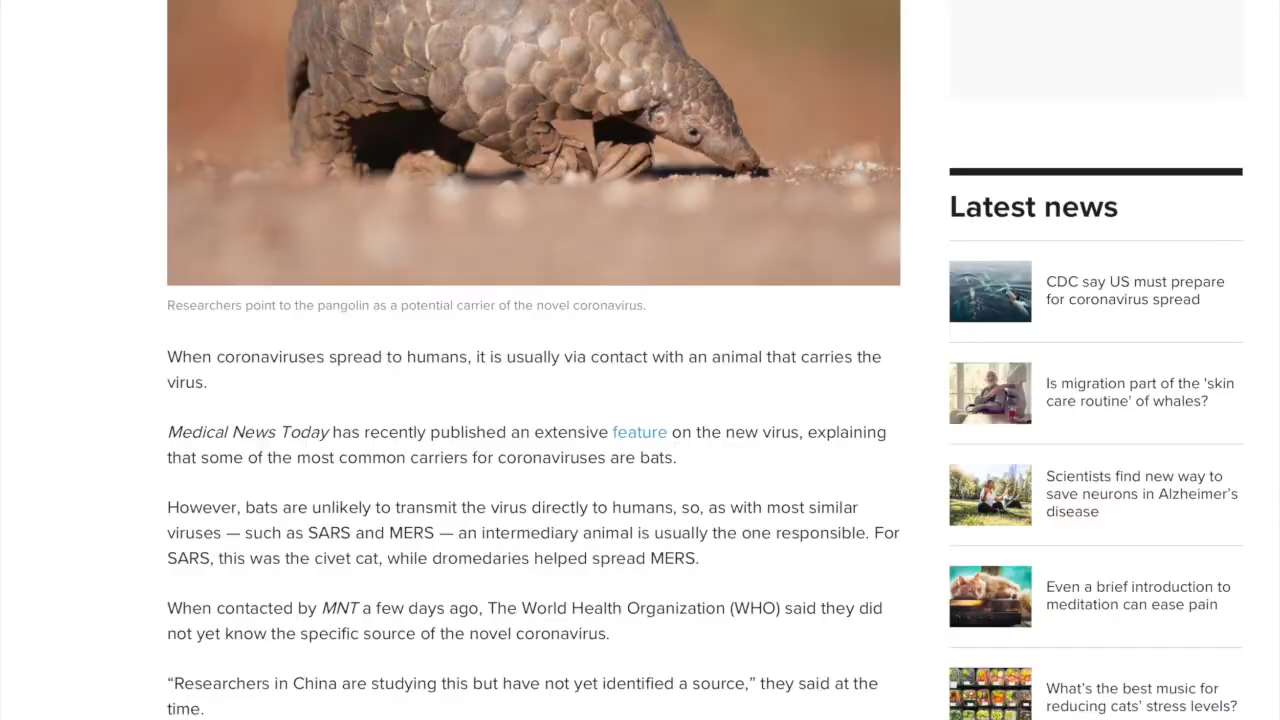 Researchers point to the pangolin as a potential carrier of the novel coronavirus.
When coronaviruses spread to humans, it is usually via contact with an animal that carries the
virus.
Medical News Today has recently published an extensive feature on the new virus, explaining
that some of the most common carriers for coronaviruses are bats.
However, bats are unlikely to transmit the virus directly to humans, so, as with most similar
viruses — such as SARS and MERS — an intermediary animal is usually the one responsible. For
SARS, this was the civet cat, while dromedaries helped spread MERS.
When contacted by MNT a few days ago, The World Health Organization (WHO) said they did
not yet know the specific source of the novel coronavirus.
“Researchers in China are studying this but have not yet identified a source,” they said at the
time.
Latest news
CDC say US must prepare
for coronavirus spread
Is migration part of the 'skin
care routine' of whales?
Scientists find new way to
save neurons in Alzheimer’s
disease
Even a brief introduction to
meditation can ease pain
What’s the best music for
reducing cats’ stress levels?